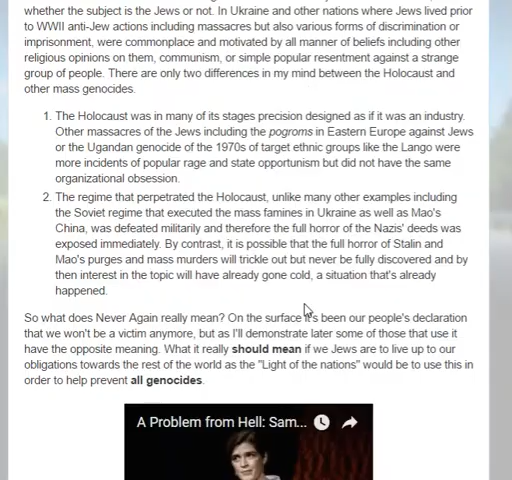 whether the subject is the Jews or not. In Ukraine and other nations where Jews lived prior
to WWII anti-Jew actions including massacres but also various forms of discrimination or
imprisonment, were commonplace and motivated by all manner of beliefs including other
religious opinions on them, communism, or simple popular resentment against a strange
group of people. There are only two differences in my mind between the Holocaust and
other mass genocides.
1. The Holocaust was in many of its stages precision designed as if it was an industry.
Other massacres of the Jews including the pogroms in Eastern Europe against Jews
or the Ugandan genocide of the 1970s of target ethnic groups like the Lango were
more incidents of popular rage and state opportunism but did not have the same
organizational obsession.
2. The regime that perpetrated the Holocaust, unlike many other examples including
the Soviet regime that executed the mass famines in Ukraine as well as Mao's
China, was defeated militarily and therefore the full horror of the Nazis' deeds was
exposed immediately. By contrast, it is possible that the full horror of Stalin and
Mao's purges and mass murders will trickle out but never be fully discovered and by
then interest in the topic will have already gone cold, a situation that's already
happened.
So what does Never Again really mean? On the surface it's been our people's declaration
that we won't be a victim anymore, but as I'll demonstrate later some of those that use it
have the opposite meaning. What it really should mean if we Jews are to live up to our
obligations towards the rest of the world as the "Light of the nations" would be to use this in
order to help prevent all genocides.
A Problem from Hell: Sam...